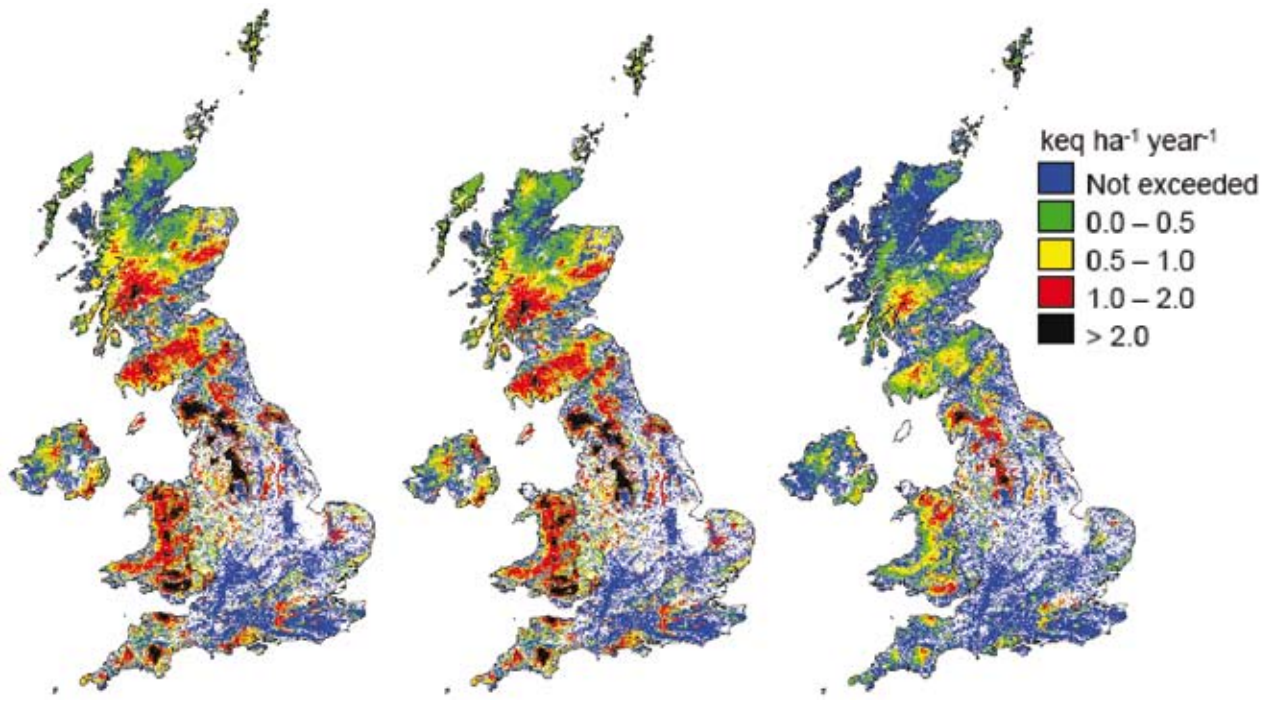 keq ha⁻¹ year⁻¹
Not exceeded
0.0 – 0.5
0.5 – 1.0
1.0 – 2.0
> 2.0